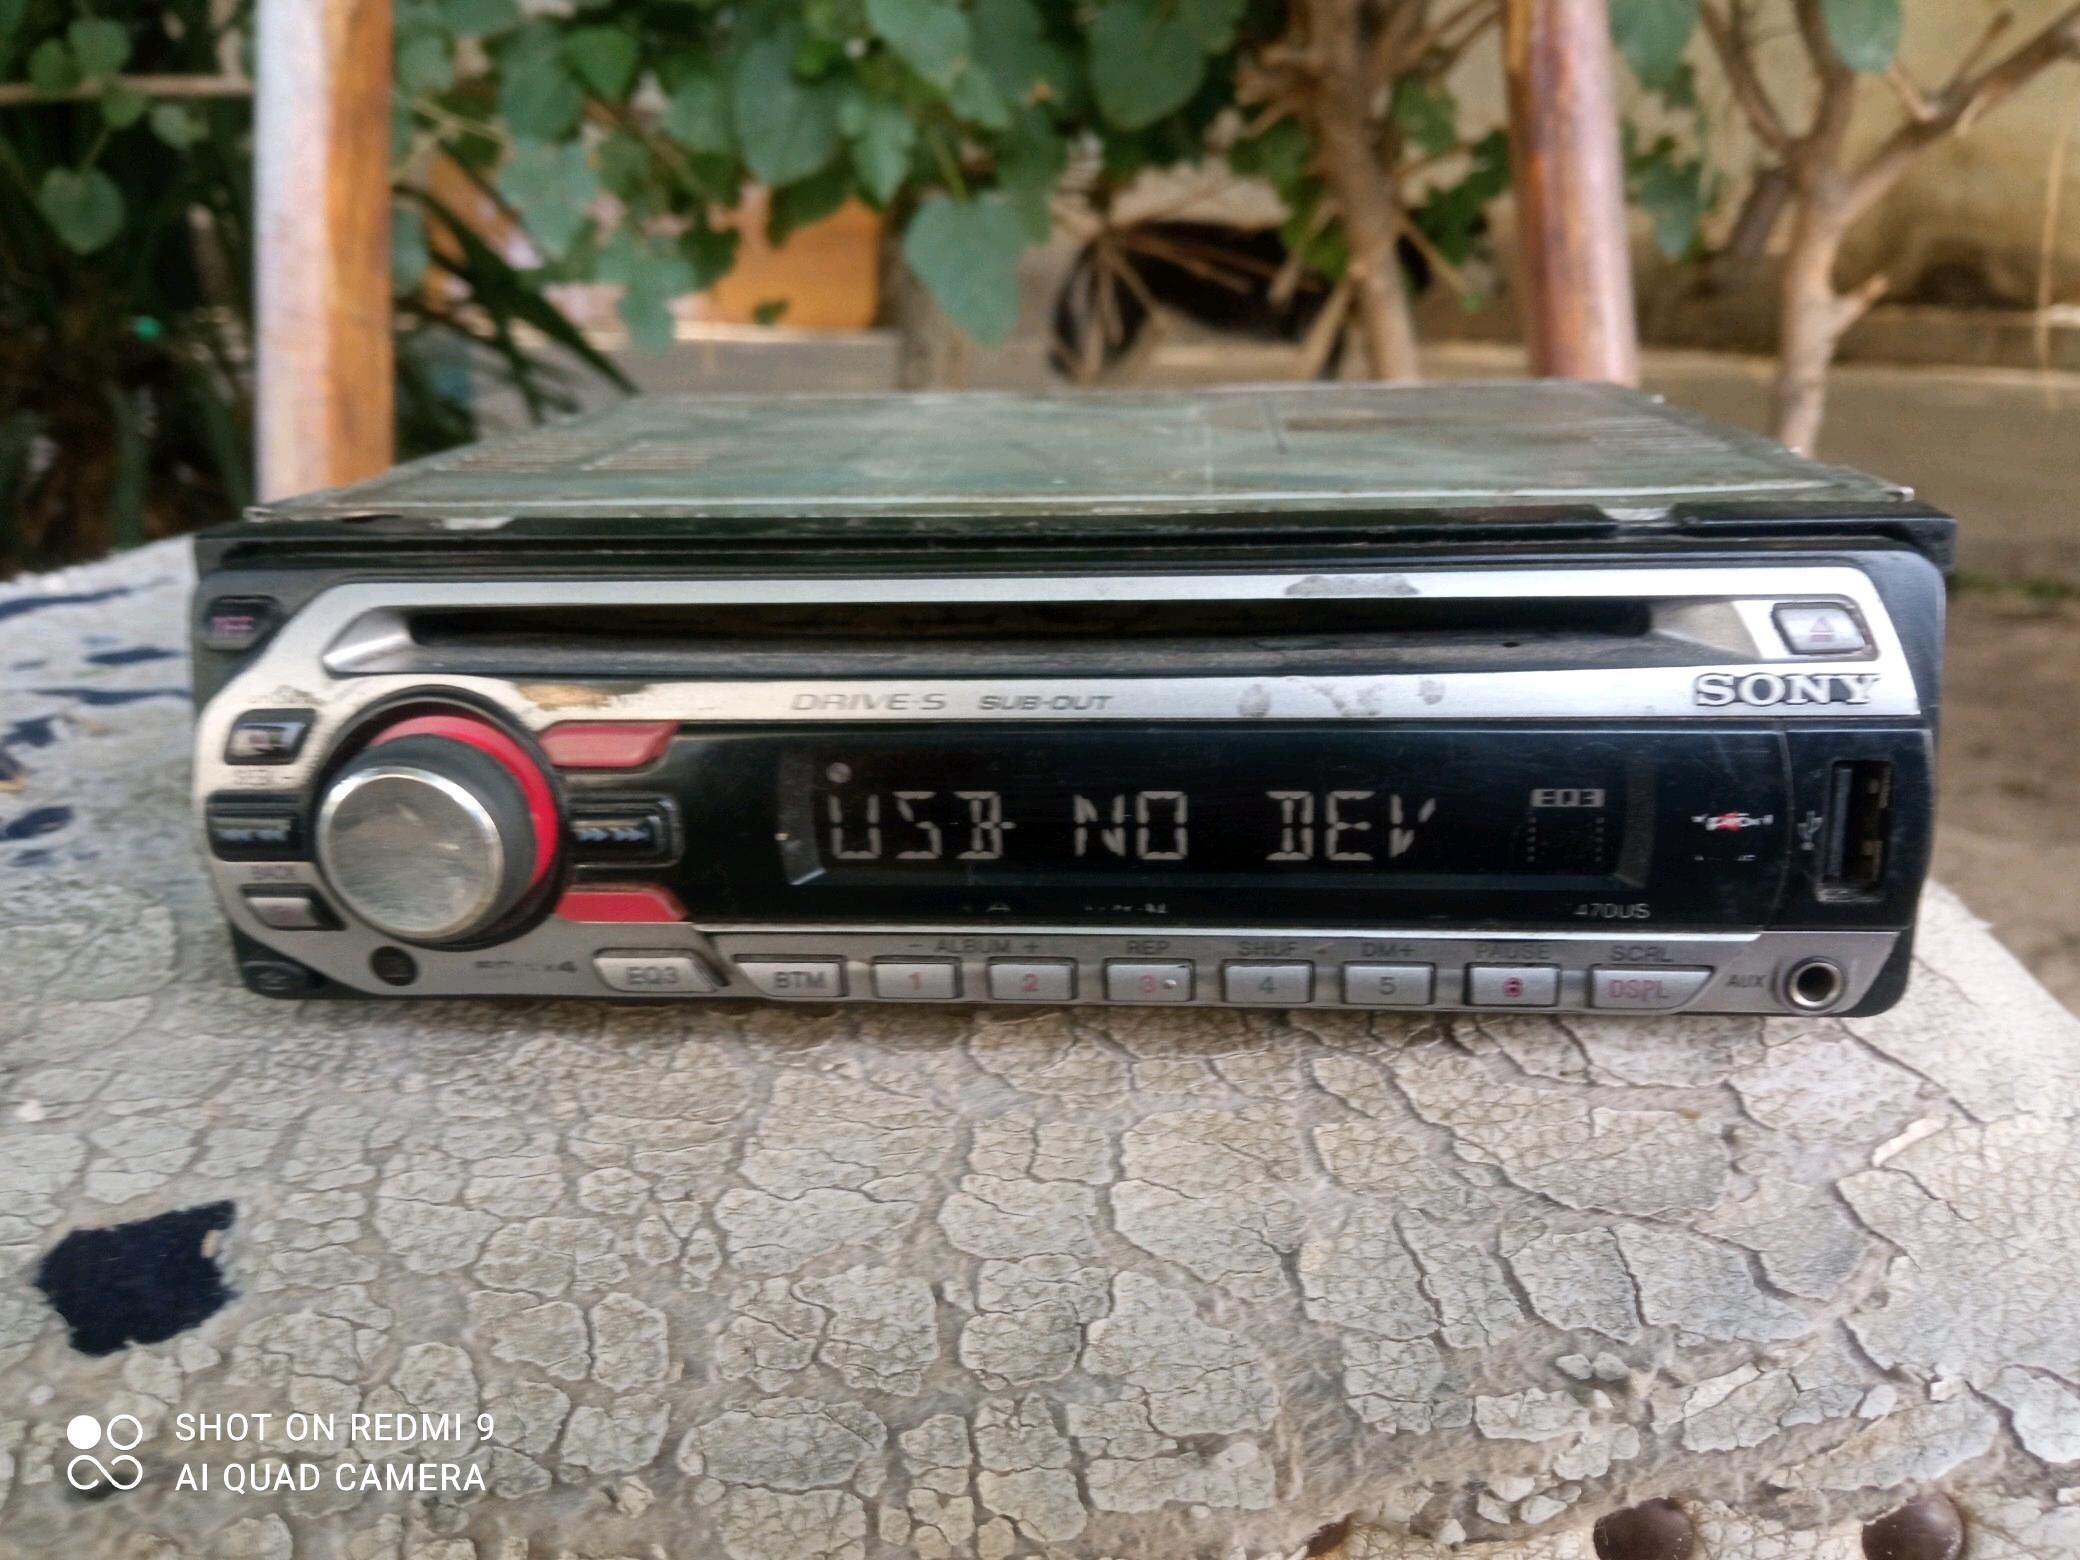 OFF
DRIVE·S SUB-OUT
SONY
USB NO DEV
EQ3
470US
- ALBUM + REP SHUF DM+ PAUSE SCRL
EQ3 BTM 1 2 3 4 5 6 DSPL AUX
SHOT ON REDMI 9
AI QUAD CAMERA